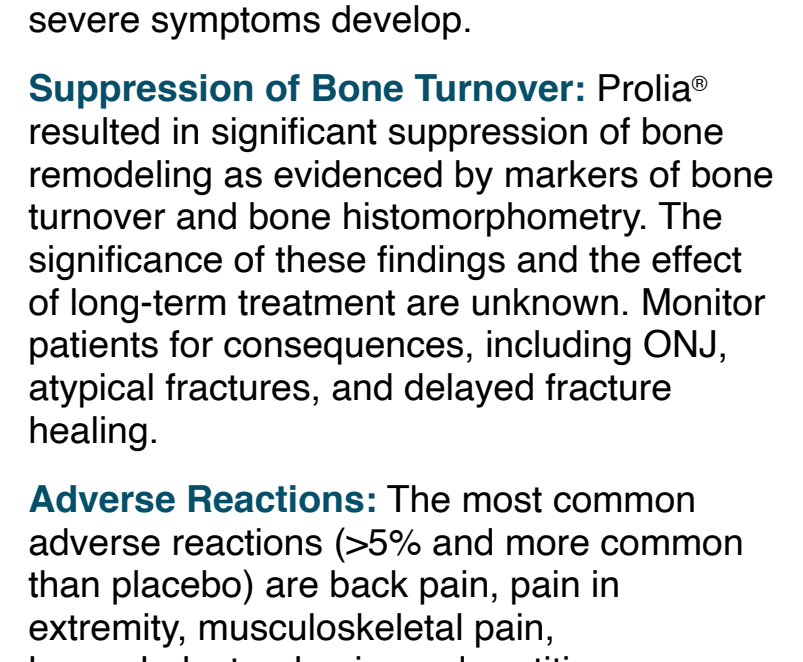 severe symptoms develop.
Suppression of Bone Turnover: Prolia®
resulted in significant suppression of bone
remodeling as evidenced by markers of bone
turnover and bone histomorphometry. The
significance of these findings and the effect
of long-term treatment are unknown. Monitor
patients for consequences, including ONJ,
atypical fractures, and delayed fracture
healing.
Adverse Reactions: The most common
adverse reactions (>5% and more common
than placebo) are back pain, pain in
extremity, musculoskeletal pain,